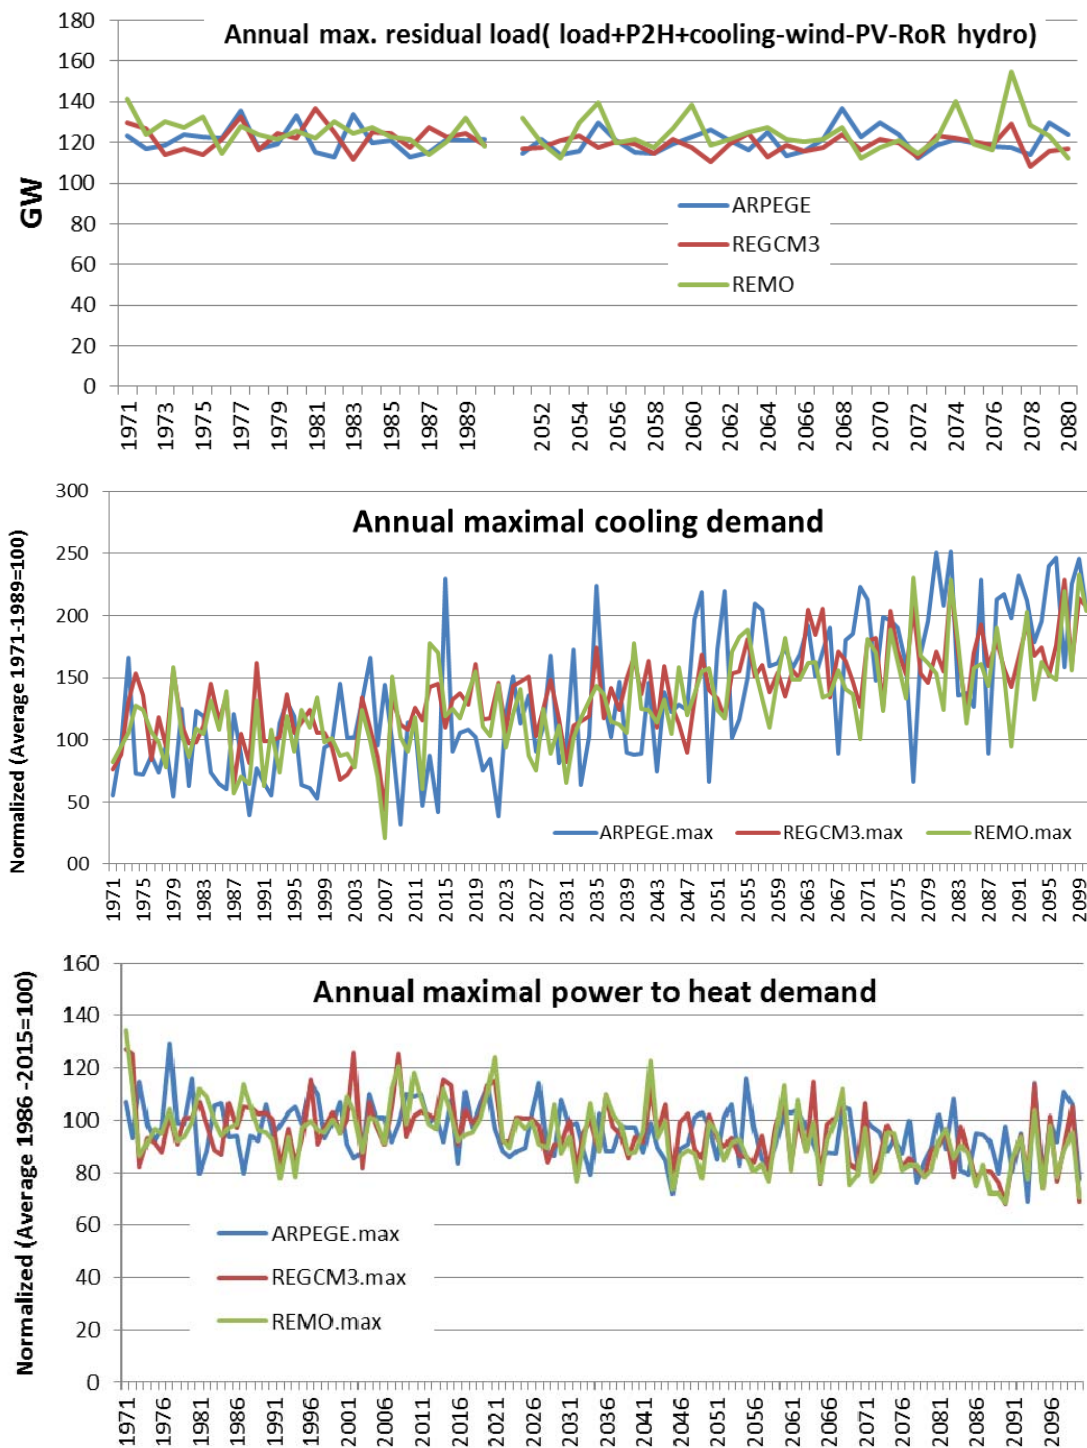 Annual max. residual load( load+P2H+cooling-wind-PV-RoR hydro)
GW
180
160
140
120
100
80
60
40
20
0
ARPEGE
REGCM3
REMO
1971 1973 1975 1977 1979 1981 1983 1985 1987 1989 2052 2054 2056 2058 2060 2062 2064 2066 2068 2070 2072 2074 2076 2078 2080
Annual maximal cooling demand
Normalized (Average 1971-1989=100)
300
250
200
150
100
50
00
ARPEGE.max REGCM3.max REMO.max
1971 1975 1979 1983 1987 1991 1995 1999 2003 2007 2011 2015 2019 2023 2027 2031 2035 2039 2043 2047 2051 2055 2059 2063 2067 2071 2075 2079 2083 2087 2091 2095 2099
Annual maximal power to heat demand
Normalized (Average 1986 -2015=100)
160
140
120
100
80
60
40
20
0
ARPEGE.max
REGCM3.max
REMO.max
1971 1976 1981 1986 1991 1996 2001 2006 2011 2016 2021 2026 2031 2036 2041 2046 2051 2056 2061 2066 2071 2076 2081 2086 2091 2096